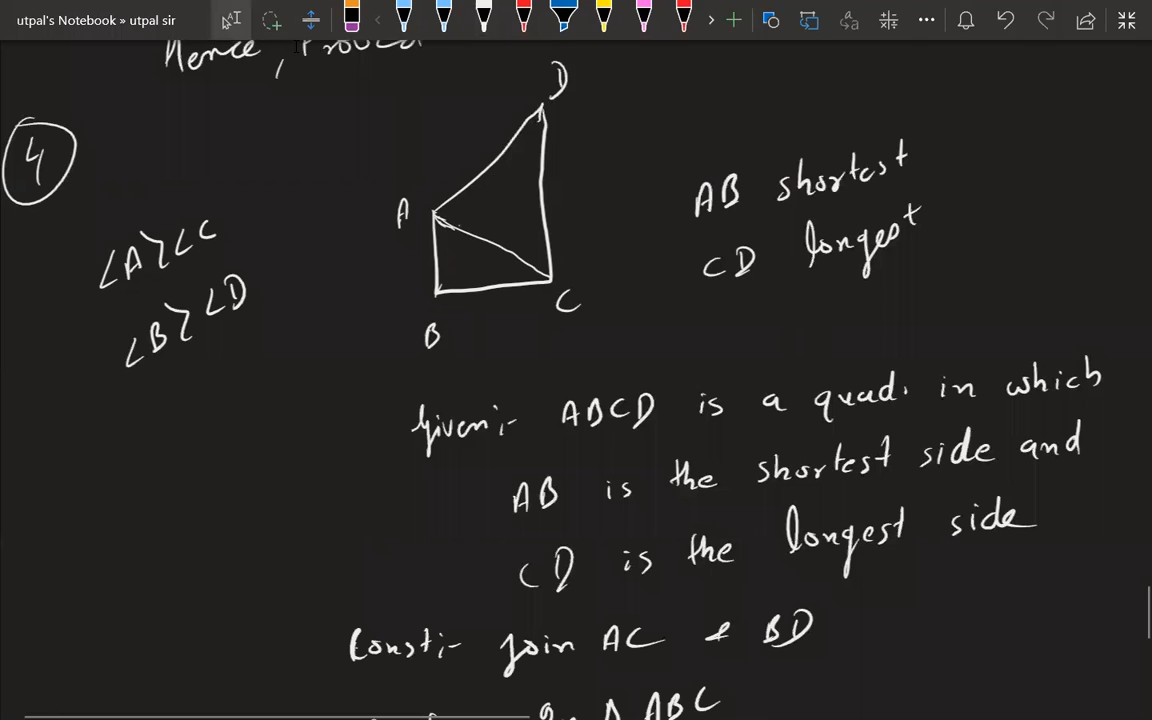 utpal's Notebook » utpal sir
Hence, Proved
4
D
A
AB shortest
∠A>∠C
CD longest
∠B>∠D
C
B
Given:- ABCD is a quad. in which
AB is the shortest side and
CD is the longest side
Const:- Join AC & BD
In Δ ABC